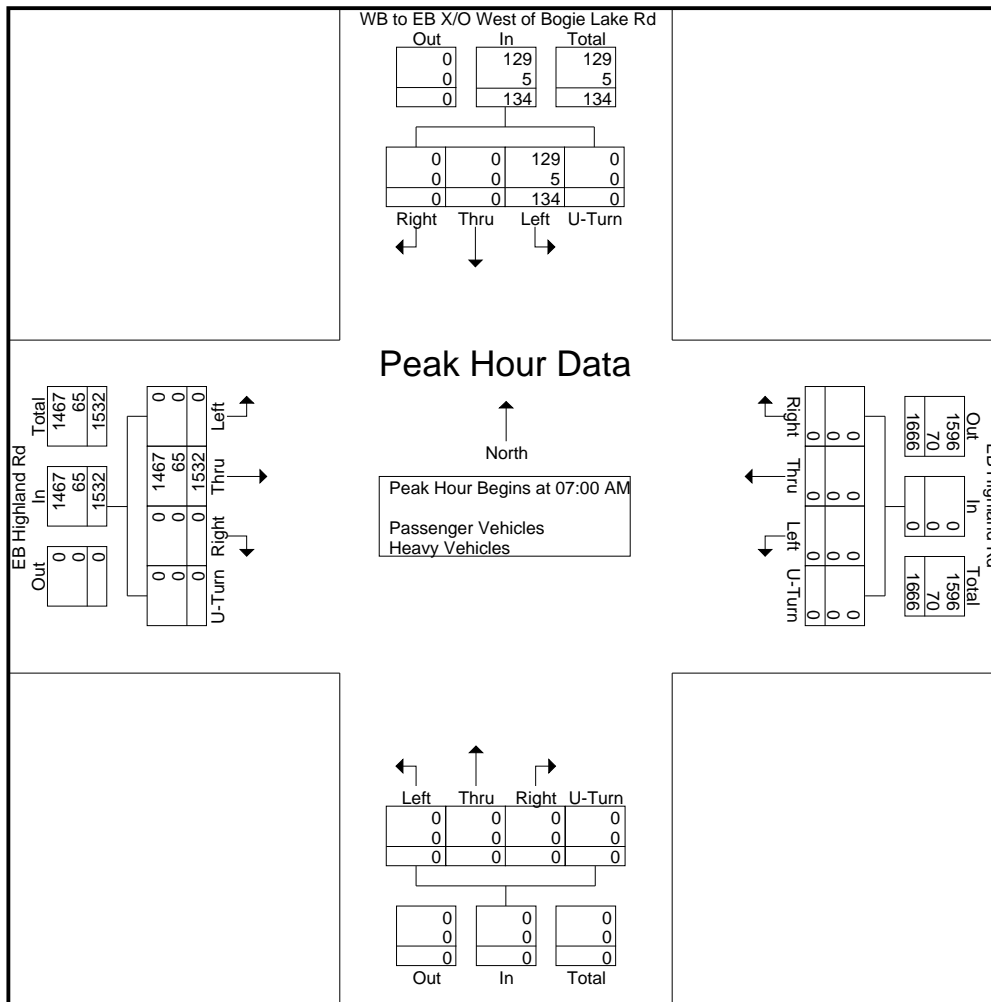 WB to EB X/O West of Bogie Lake Rd
Out In Total
0 129 129
0 5 5
0 134 134
0 0 129 0
0 0 5 0
0 0 134 0
Right Thru Left U-Turn
Peak Hour Data
North
Peak Hour Begins at 07:00 AM
Passenger Vehicles
Heavy Vehicles
EB Highland Rd
Out In Total
0 1467 1467
0 65 65
0 1532 1532
U-Turn Right Thru Left
0 0 1467 0
0 0 65 0
0 0 1532 0
EB Highland Rd
Out In Total
1596 0 1596
70 0 70
1666 0 1666
Right Thru Left U-Turn
0 0 0 0
0 0 0 0
0 0 0 0
Left Thru Right U-Turn
0 0 0 0
0 0 0 0
0 0 0 0
0 0 0
0 0 0
0 0 0
Out In Total